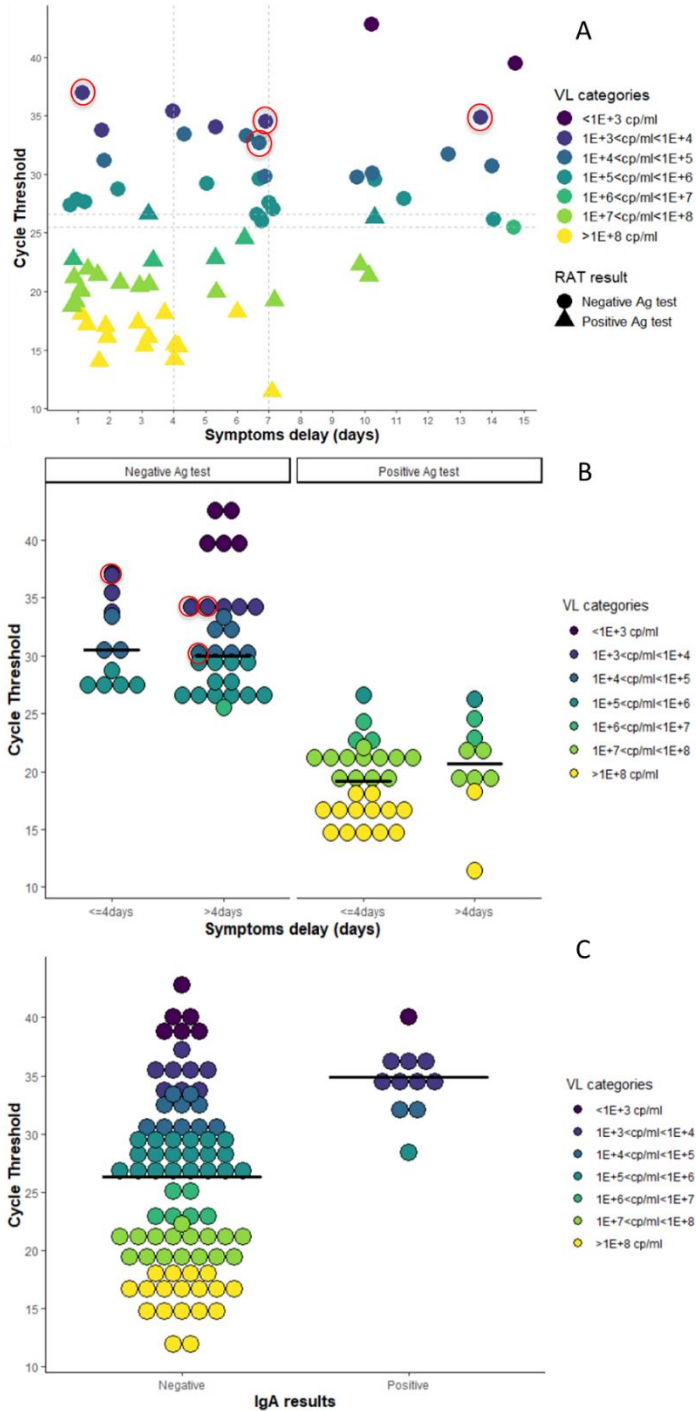 A
40
35
30
25
20
15
10
Cycle Threshold
1 2 3 4 5 6 7 8 9 10 11 12 13 14 15
Symptoms delay (days)
VL categories
<1E+3 cp/ml
1E+3<cp/ml<1E+4
1E+4<cp/ml<1E+5
1E+5<cp/ml<1E+6
1E+6<cp/ml<1E+7
1E+7<cp/ml<1E+8
>1E+8 cp/ml
RAT result
Negative Ag test
Positive Ag test
B
Negative Ag test Positive Ag test
40
35
30
25
20
15
10
Cycle Threshold
<=4days >4days <=4days >4days
Symptoms delay (days)
VL categories
<1E+3 cp/ml
1E+3<cp/ml<1E+4
1E+4<cp/ml<1E+5
1E+5<cp/ml<1E+6
1E+6<cp/ml<1E+7
1E+7<cp/ml<1E+8
>1E+8 cp/ml
C
40
35
30
25
20
15
10
Cycle Threshold
Negative Positive
IgA results
VL categories
<1E+3 cp/ml
1E+3<cp/ml<1E+4
1E+4<cp/ml<1E+5
1E+5<cp/ml<1E+6
1E+6<cp/ml<1E+7
1E+7<cp/ml<1E+8
>1E+8 cp/ml